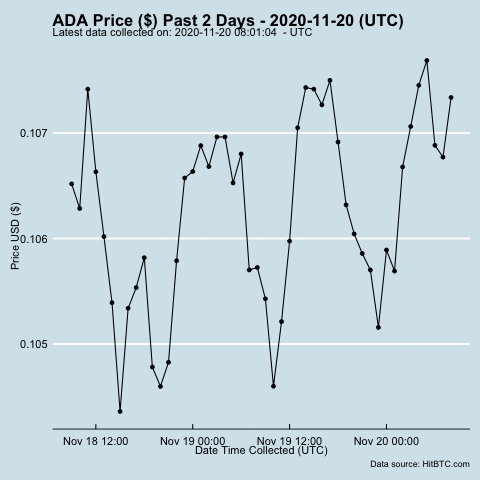 ADA Price ($) Past 2 Days - 2020-11-20 (UTC)
Latest data collected on: 2020-11-20 08:01:04  - UTC
0.107
0.106
0.105
Price USD ($)
Nov 18 12:00
Nov 19 00:00
Nov 19 12:00
Nov 20 00:00
Date Time Collected (UTC)
Data source: HitBTC.com